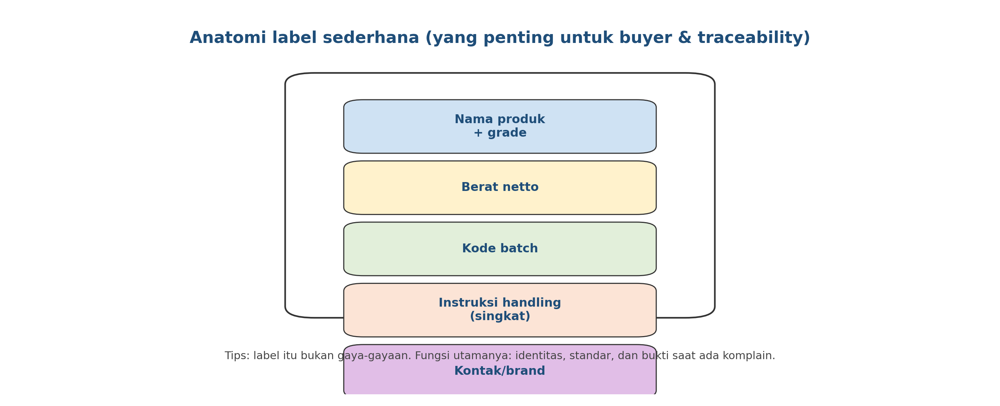 Anatomi label sederhana (yang penting untuk buyer & traceability)
Nama produk
+ grade
Berat netto
Kode batch
Instruksi handling
(singkat)
Tips: label itu bukan gaya-gayaan. Fungsi utamanya: identitas, standar, dan bukti saat ada komplain.
Kontak/brand